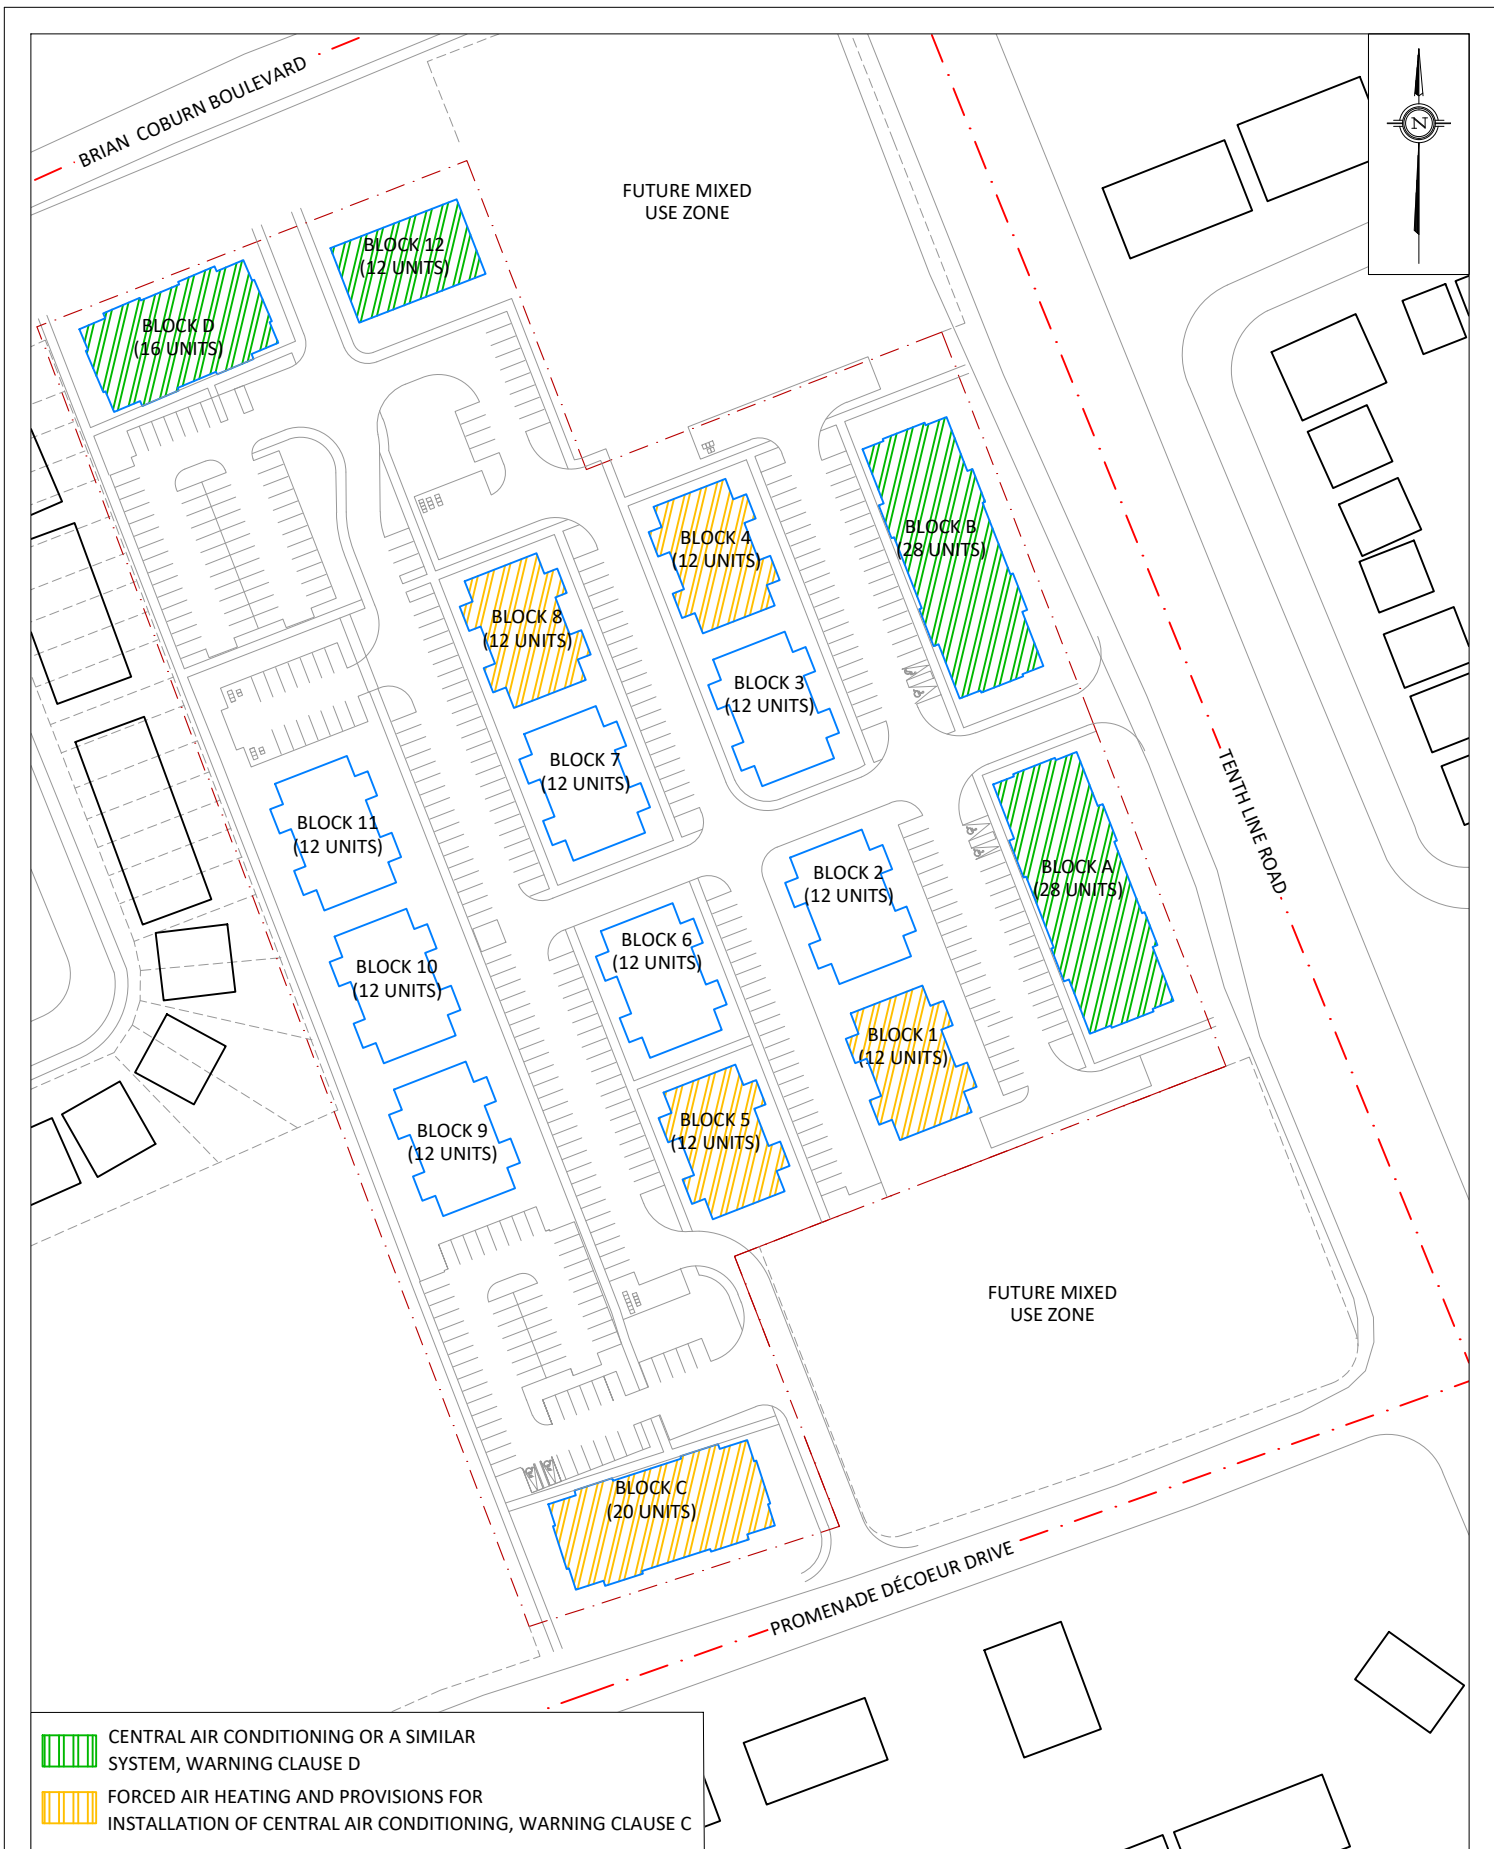 BRIAN COBURN BOULEVARD
N
FUTURE MIXED
USE ZONE
BLOCK 12
(12 UNITS)
BLOCK D
(16 UNITS)
BLOCK B
(28 UNITS)
BLOCK 4
(12 UNITS)
BLOCK 8
(12 UNITS)
BLOCK 3
(12 UNITS)
BLOCK 7
(12 UNITS)
BLOCK 11
(12 UNITS)
TENTH LINE ROAD
BLOCK A
(28 UNITS)
BLOCK 2
(12 UNITS)
BLOCK 6
(12 UNITS)
BLOCK 10
(12 UNITS)
BLOCK 1
(12 UNITS)
BLOCK 5
(12 UNITS)
BLOCK 9
(12 UNITS)
FUTURE MIXED
USE ZONE
BLOCK C
(20 UNITS)
PROMENADE DÉCOEUR DRIVE
CENTRAL AIR CONDITIONING OR A SIMILAR
SYSTEM, WARNING CLAUSE D
FORCED AIR HEATING AND PROVISIONS FOR
INSTALLATION OF CENTRAL AIR CONDITIONING, WARNING CLAUSE C